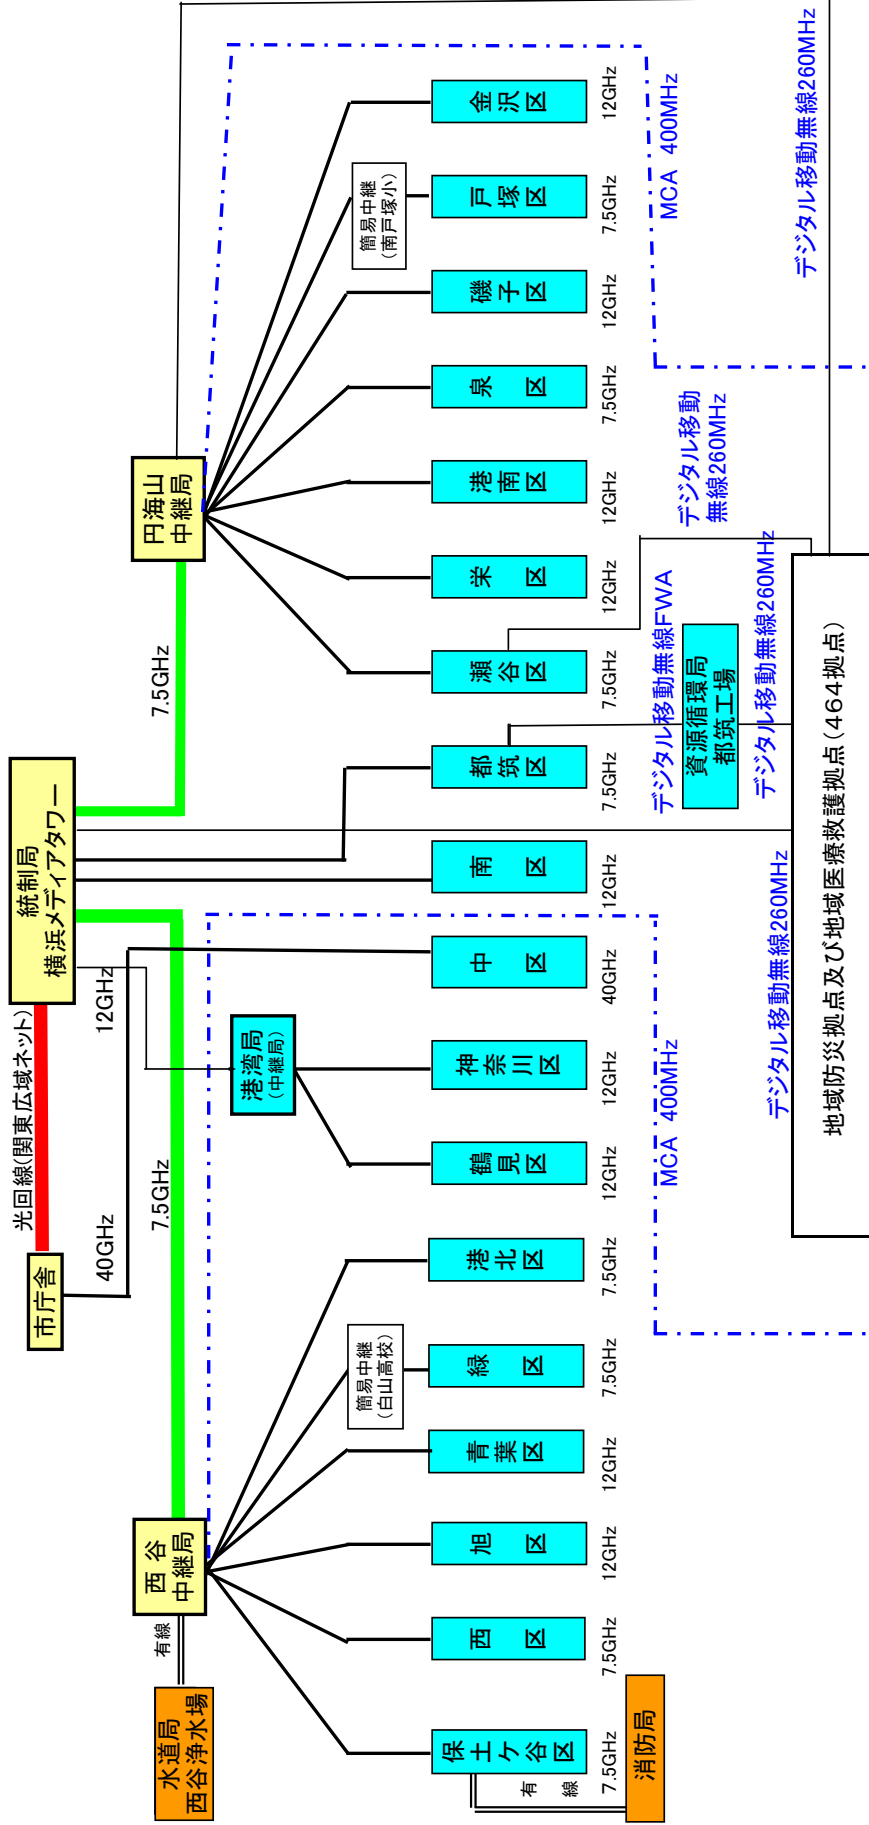 光回線(関東広域ネット)
市庁舎
統制局
横浜メディアタワー
40GHz
12GHz
7.5GHz
7.5GHz
水道局
西谷浄水場
有線
西谷
中継局
円海山
中継局
港湾局
(中継局)
簡易中継
(白山高校)
簡易中継
(南戸塚小)
保土ケ谷区
西区
旭区
青葉区
緑区
港北区
鶴見区
神奈川区
中区
南区
都筑区
瀬谷区
栄区
港南区
泉区
磯子区
戸塚区
金沢区
有線
7.5GHz
7.5GHz
12GHz
12GHz
7.5GHz
7.5GHz
12GHz
12GHz
40GHz
12GHz
7.5GHz
7.5GHz
12GHz
12GHz
7.5GHz
12GHz
7.5GHz
12GHz
消防局
MCA 400MHz
デジタル移動無線FWA
デジタル移動
無線260MHz
MCA 400MHz
資源循環局
都筑工場
デジタル移動無線260MHz
デジタル移動無線260MHz
デジタル移動無線260MHz
地域防災拠点及び地域医療救護拠点(464拠点)